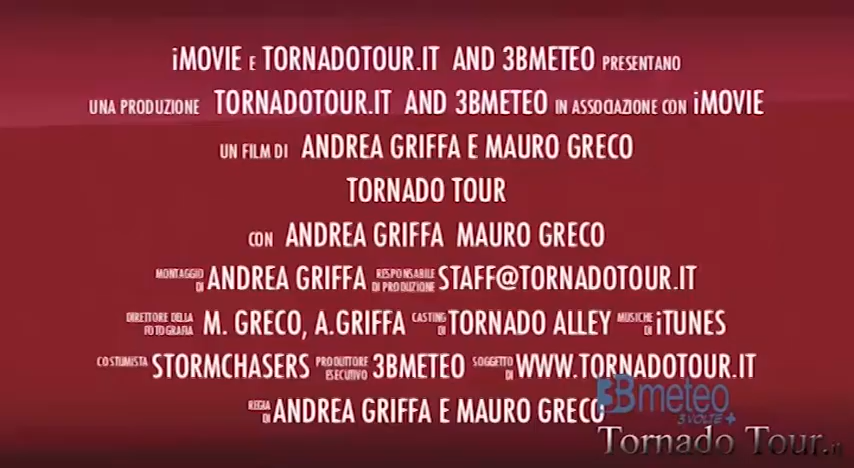 iMOVIE E TORNADOTOUR.IT AND 3BMETEO PRESENTANO
UNA PRODUZIONE TORNADOTOUR.IT AND 3BMETEO IN ASSOCIAZIONE CON iMOVIE
UN FILM DI ANDREA GRIFFA E MAURO GRECO
TORNADO TOUR
CON ANDREA GRIFFA MAURO GRECO
MONTAGGIO DI ANDREA GRIFFA RESPONSABILE DI PRODUZIONE STAFF@TORNADOTOUR.IT
DIRETTORE DELLA FOTOGRAFIA M. GRECO, A.GRIFFA CASTING DI TORNADO ALLEY MUSICHE DI iTUNES
COSTUMISTA STORMCHASERS PRODUTTORE ESECUTIVO 3BMETEO SOGGETTO DI WWW.TORNADOTOUR.IT
REGIA DI ANDREA GRIFFA E MAURO GRECO
3Bmeteo
3 VOLTE +
Tornado Tour.it